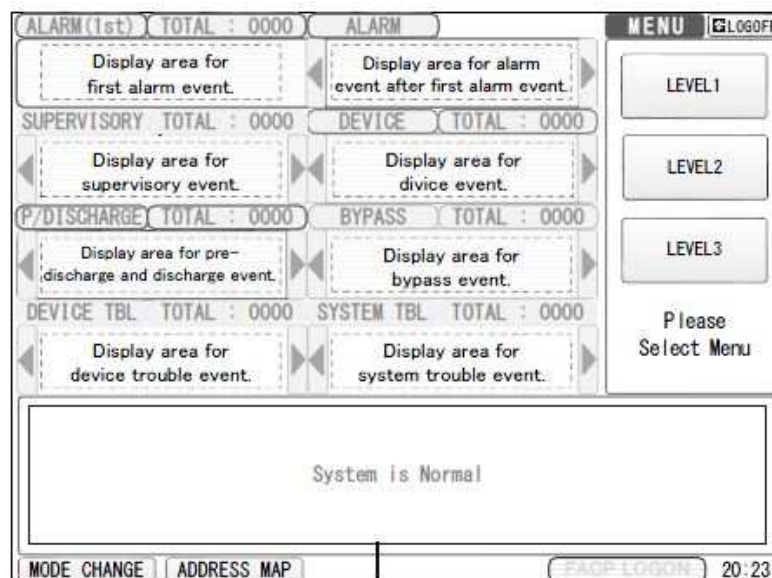 ALARM(1st) TOTAL : 0000 ALARM
Display area for
first alarm event.
Display area for alarm
event after first alarm event.
SUPERVISORY TOTAL : 0000 DEVICE TOTAL : 0000
Display area for
supervisory event.
Display area for
divice event.
P/DISCHARGE TOTAL : 0000 BYPASS TOTAL : 0000
Display area for pre-
discharge and discharge event.
Display area for
bypass event.
DEVICE TBL TOTAL : 0000 SYSTEM TBL TOTAL : 0000
Display area for
device trouble event.
Display area for
system trouble event.
MENU LOGOFF
LEVEL1
LEVEL2
LEVEL3
Please
Select Menu
System is Normal
MODE CHANGE ADDRESS MAP FACP LOGON 20:23